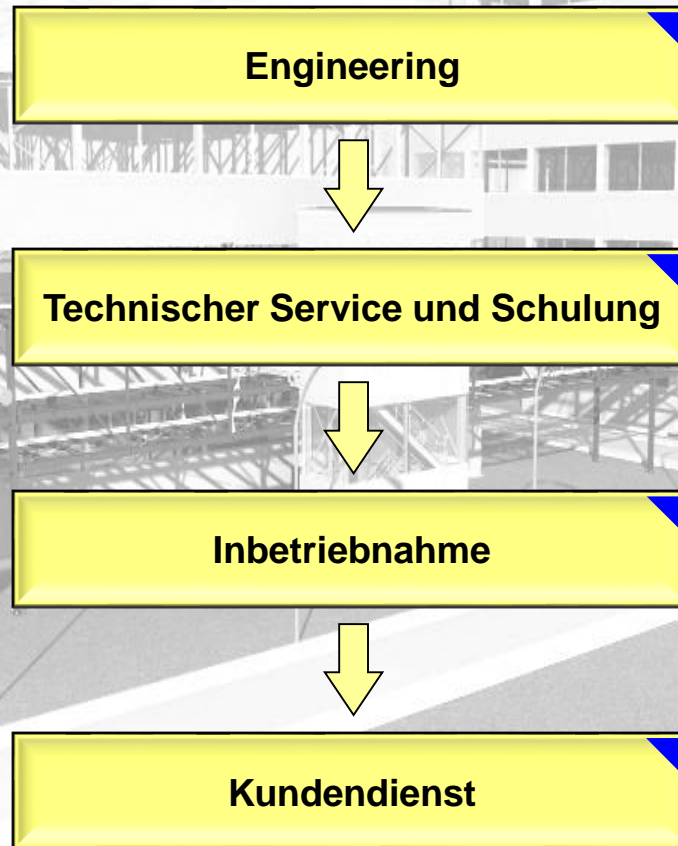 Engineering
Technischer Service und Schulung
Inbetriebnahme
Kundendienst